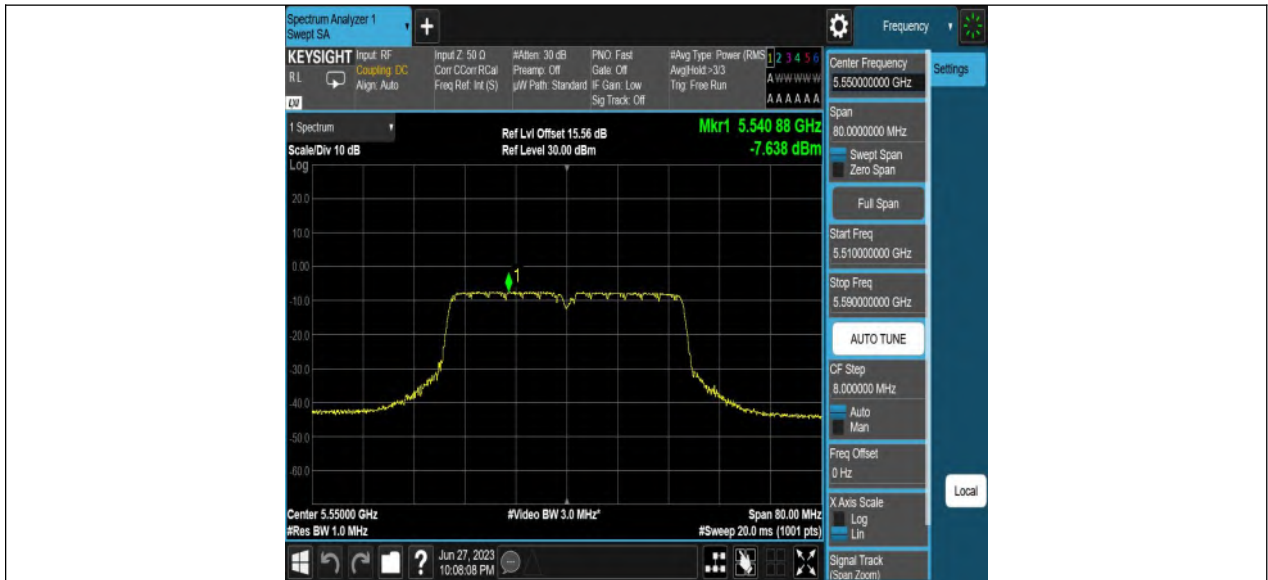 Spectrum Analyzer 1
Swept SA
+
Frequency
KEYSIGHT
RL
LXI
Input: RF
Coupling: DC
Align: Auto
Input Z: 50 Ω
Corr CCorr RCal
Freq Ref: Int (S)
#Atten: 30 dB
Preamp: Off
µW Path: Standard
PNO: Fast
Gate: Off
IF Gain: Low
Sig Track: Off
#Avg Type: Power (RMS
Avg|Hold:>3/3
Trig: Free Run
1 2 3 4 5 6
A W W W W W
A A A A A A
1 Spectrum
Scale/Div 10 dB
Log
Ref Lvl Offset 15.56 dB
Ref Level 30.00 dBm
Mkr1 5.540 88 GHz
-7.638 dBm
20.0
10.0
0.00
-10.0
-20.0
-30.0
-40.0
-50.0
-60.0
1
Center 5.55000 GHz
#Res BW 1.0 MHz
#Video BW 3.0 MHz*
Span 80.00 MHz
#Sweep 20.0 ms (1001 pts)
Center Frequency
5.550000000 GHz
Settings
Span
80.0000000 MHz
Swept Span
Zero Span
Full Span
Start Freq
5.510000000 GHz
Stop Freq
5.590000000 GHz
AUTO TUNE
CF Step
8.000000 MHz
Auto
Man
Freq Offset
0 Hz
X Axis Scale
Log
Lin
Local
Signal Track
(Span Zoom)
?
Jun 27, 2023
10:08:08 PM